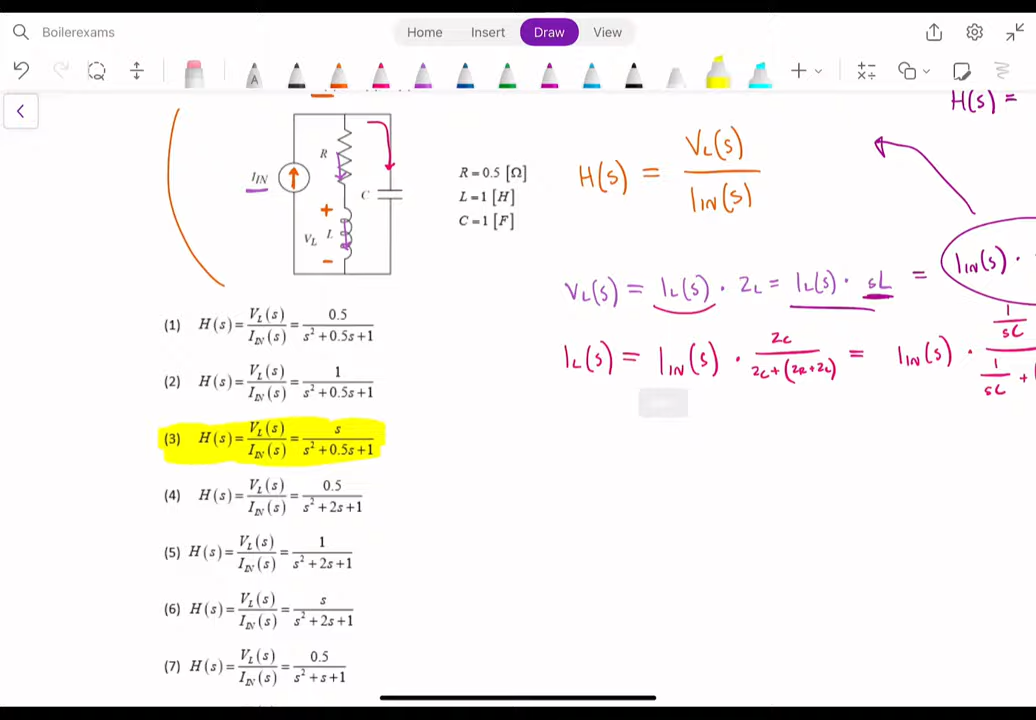 Boilerexams
Home Insert Draw View
A
H(s) =
R
I_IN
C
+
V_L L
−
R = 0.5 [Ω]
L = 1 [H]
C = 1 [F]
H(s) = V_L(s) / I_IN(s)
V_L(s) = I_L(s) · Z_L = I_L(s) · sL = I_IN(s) ·
I_L(s) = I_IN(s) · Z_C / (Z_C + (Z_R + Z_L)) = I_IN(s) · 1/sC / 1/sC +
(1) H(s) = V_L(s) / I_IN(s) = 0.5 / (s² + 0.5s + 1)
(2) H(s) = V_L(s) / I_IN(s) = 1 / (s² + 0.5s + 1)
(3) H(s) = V_L(s) / I_IN(s) = s / (s² + 0.5s + 1)
(4) H(s) = V_L(s) / I_IN(s) = 0.5 / (s² + 2s + 1)
(5) H(s) = V_L(s) / I_IN(s) = 1 / (s² + 2s + 1)
(6) H(s) = V_L(s) / I_IN(s) = s / (s² + 2s + 1)
(7) H(s) = V_L(s) / I_IN(s) = 0.5 / (s² + s + 1)